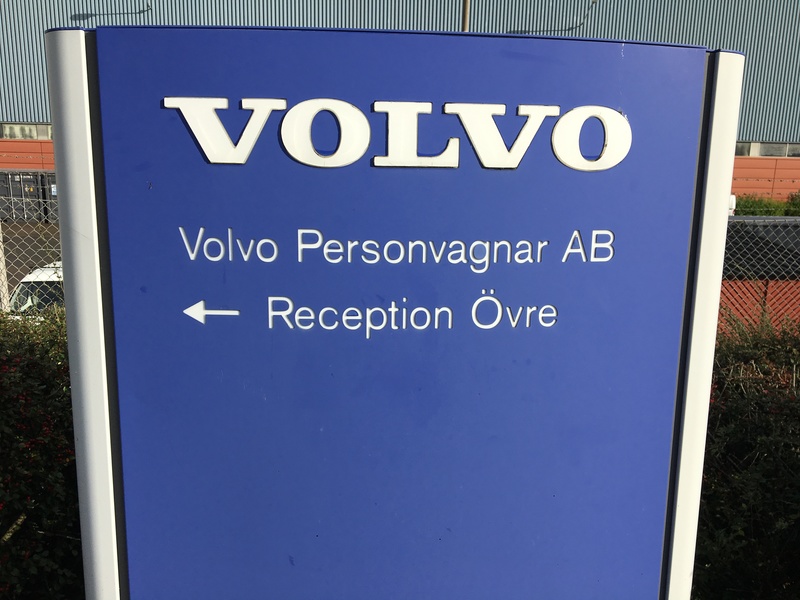 VOLVO
Volvo Personvagnar AB
← Reception Övre